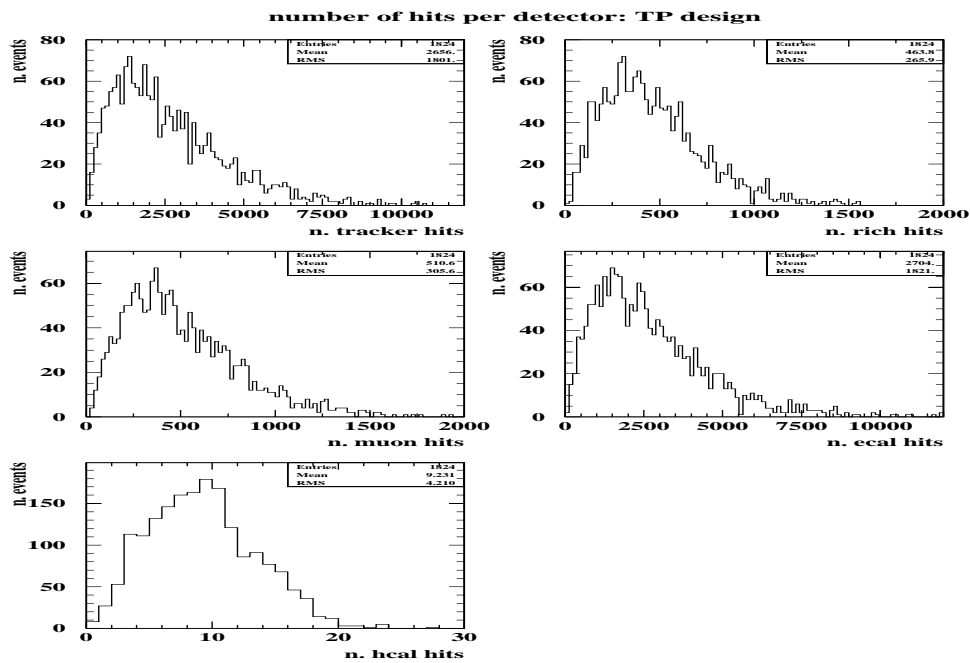 number of hits per detector: TP design
n. events
80
60
40
20
0
Entries 1824
Mean 2656.
RMS 1801.
0 2500 5000 7500 10000
n. tracker hits
n. events
80
60
40
20
0
Entries 1824
Mean 463.8
RMS 265.9
0 500 1000 1500 2000
n. rich hits
n. events
60
40
20
0
Entries 1824
Mean 510.6
RMS 305.6
0 500 1000 1500 2000
n. muon hits
n. events
60
40
20
0
Entries 1824
Mean 2704.
RMS 1821.
0 2500 5000 7500 10000
n. ecal hits
n. events
150
100
50
0
Entries 1824
Mean 9.231
RMS 4.210
0 10 20 30
n. hcal hits